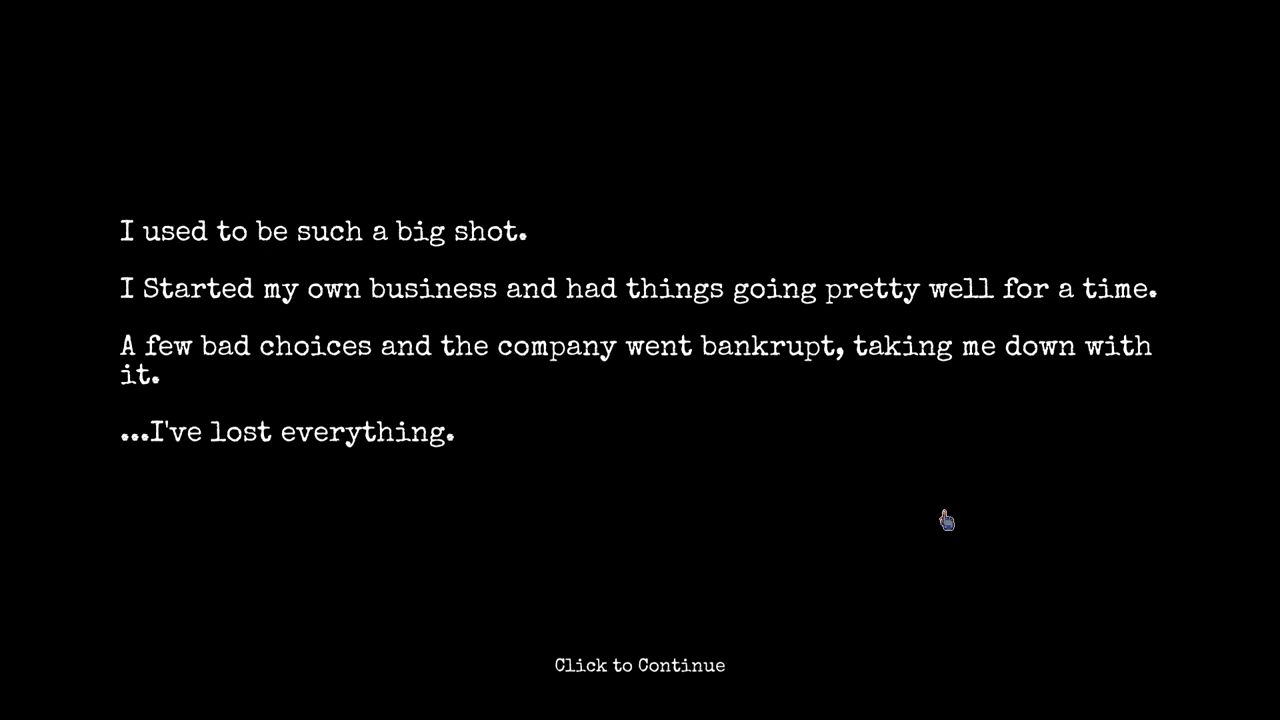 I used to be such a big shot.
I Started my own business and had things going pretty well for a time.
A few bad choices and the company went bankrupt, taking me down with
it.
...I've lost everything.
Click to Continue